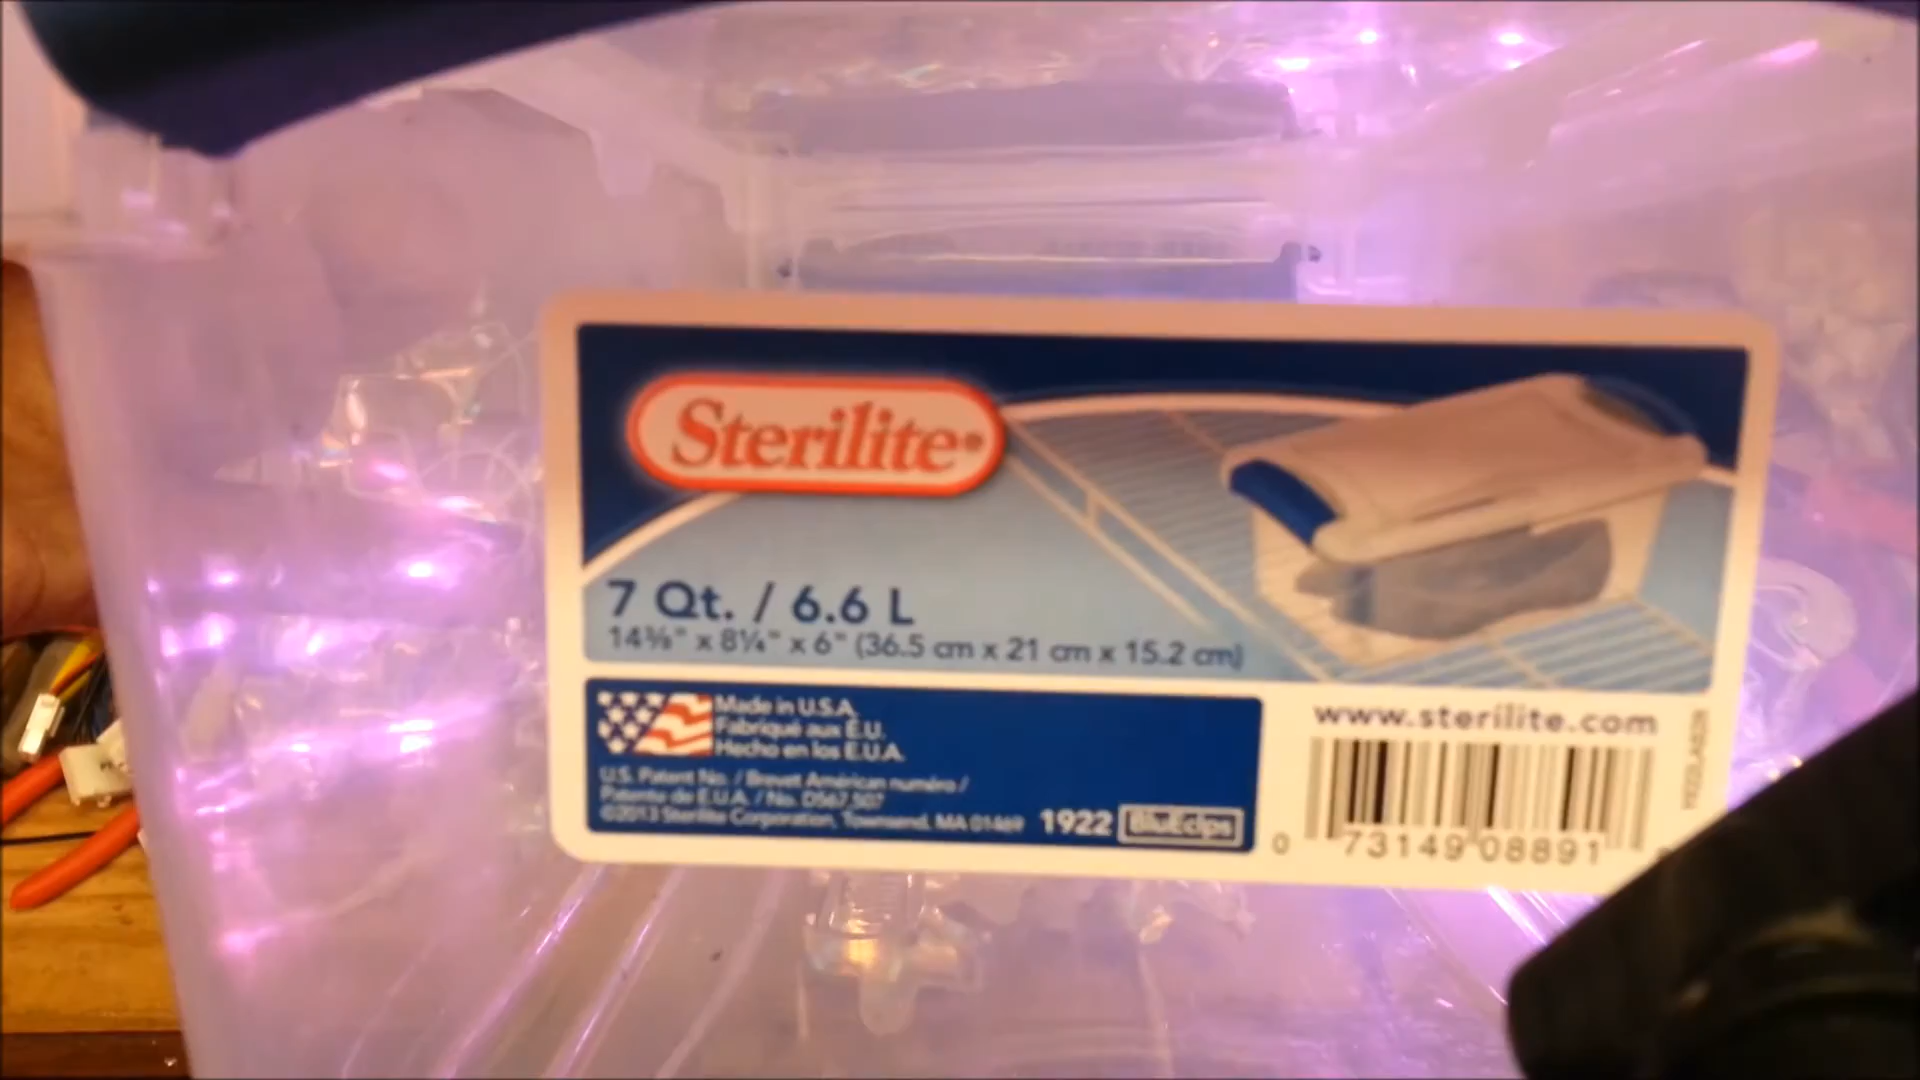 Sterilite®
7 Qt. / 6.6 L
14⅜" x 8¼" x 6" (36.5 cm x 21 cm x 15.2 cm)
Made in U.S.A.
Fabriqué aux É.U.
Hecho en los E.U.A.
U.S. Patent No. / Brevet Américain numéro /
Patente de E.U.A. / No. D567,507
©2013 Sterilite Corporation, Townsend, MA 01469
1922 BluEclps
www.sterilite.com
0 73149 08891